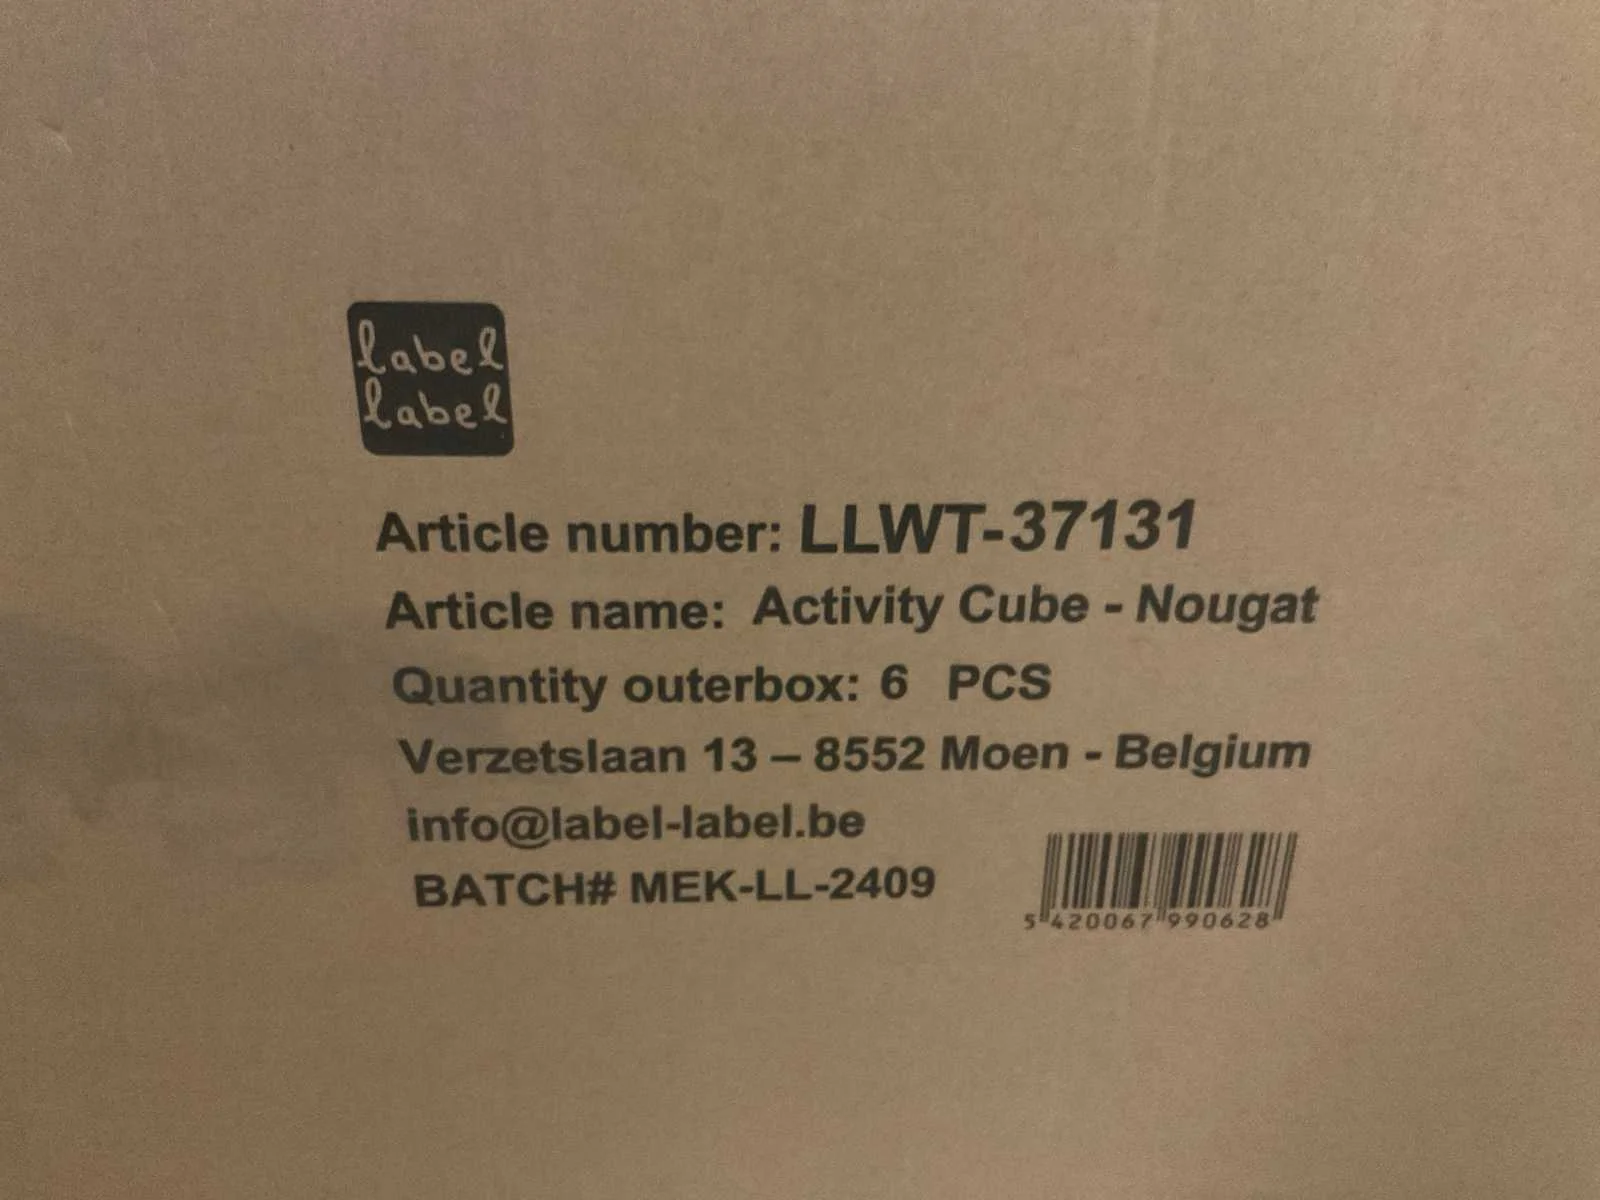 label
label
Article number: LLWT-37131
Article name: Activity Cube - Nougat
Quantity outerbox: 6 PCS
Verzetslaan 13 – 8552 Moen - Belgium
info@label-label.be
BATCH# MEK-LL-2409
5 420067 990628